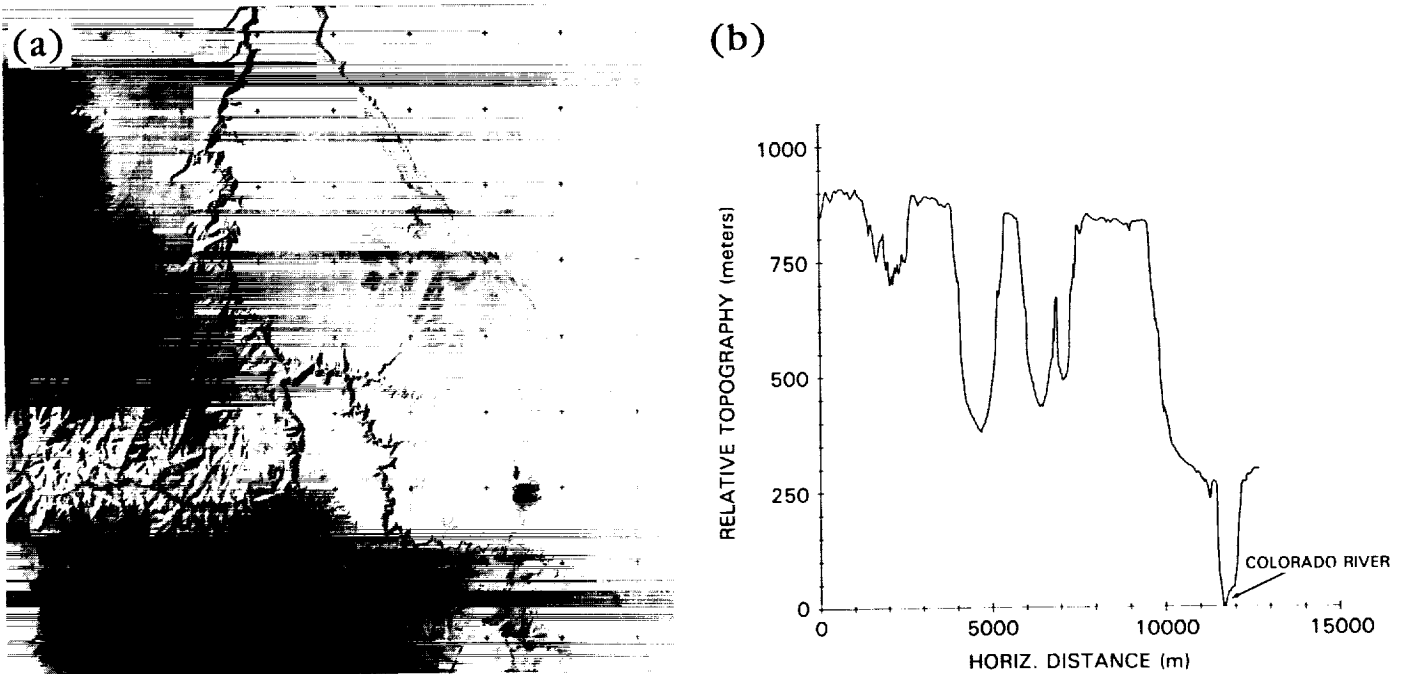 (a)
(b)
1000
750
500
250
0
RELATIVE TOPOGRAPHY (meters)
COLORADO RIVER
0 5000 10000 15000
HORIZ. DISTANCE (m)